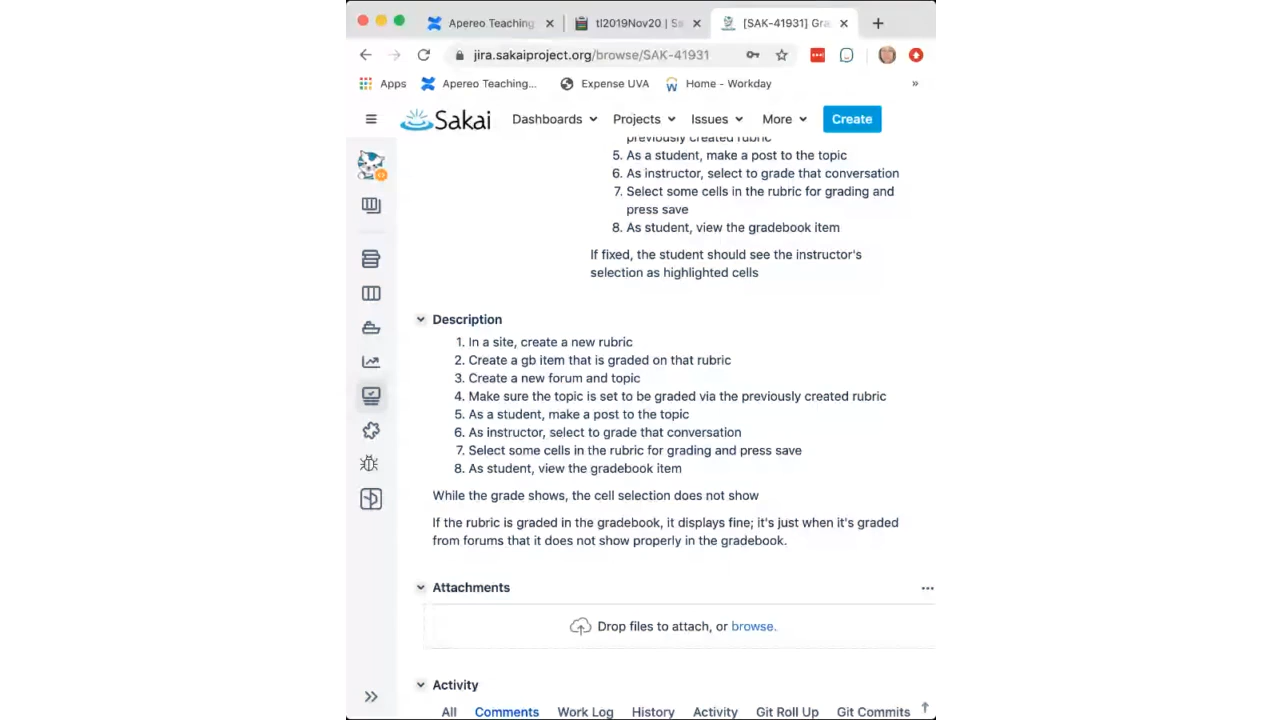 Apereo Teaching
tl2019Nov20 | Sa
[SAK-41931] Gra
jira.sakaiproject.org/browse/SAK-41931
Apps
Apereo Teaching...
Expense UVA
Home - Workday
»
Sakai
Dashboards
Projects
Issues
More
Create
previously created rubric
5. As a student, make a post to the topic
6. As instructor, select to grade that conversation
7. Select some cells in the rubric for grading and
press save
8. As student, view the gradebook item
If fixed, the student should see the instructor's
selection as highlighted cells
Description
1. In a site, create a new rubric
2. Create a gb item that is graded on that rubric
3. Create a new forum and topic
4. Make sure the topic is set to be graded via the previously created rubric
5. As a student, make a post to the topic
6. As instructor, select to grade that conversation
7. Select some cells in the rubric for grading and press save
8. As student, view the gradebook item
While the grade shows, the cell selection does not show
If the rubric is graded in the gradebook, it displays fine; it's just when it's graded
from forums that it does not show properly in the gradebook.
Attachments
Drop files to attach, or browse.
Activity
All
Comments
Work Log
History
Activity
Git Roll Up
Git Commits